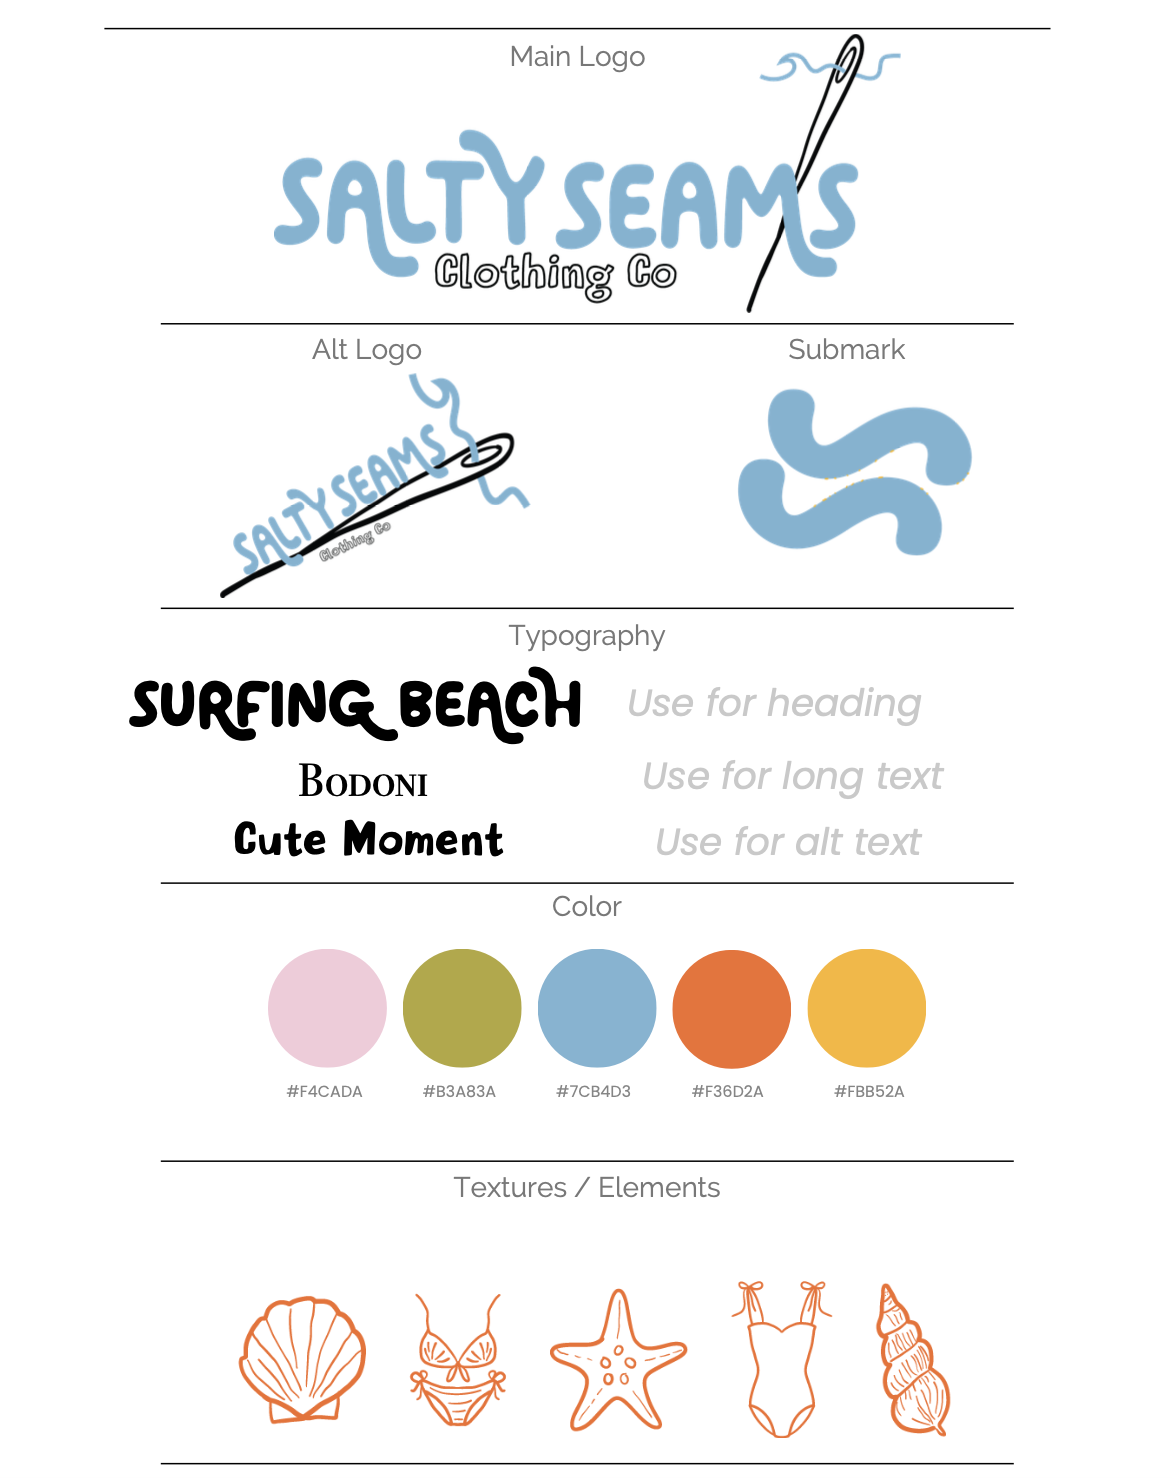 Main Logo
SALTY SEAMS
Clothing Co
Alt Logo
Submark
SALTY SEAMS
Clothing Co
Typography
SURFING BEACH
Use for heading
Bodoni
Use for long text
Cute Moment
Use for alt text
Color
#F4CADA
#B3A83A
#7CB4D3
#F36D2A
#FBB52A
Textures / Elements